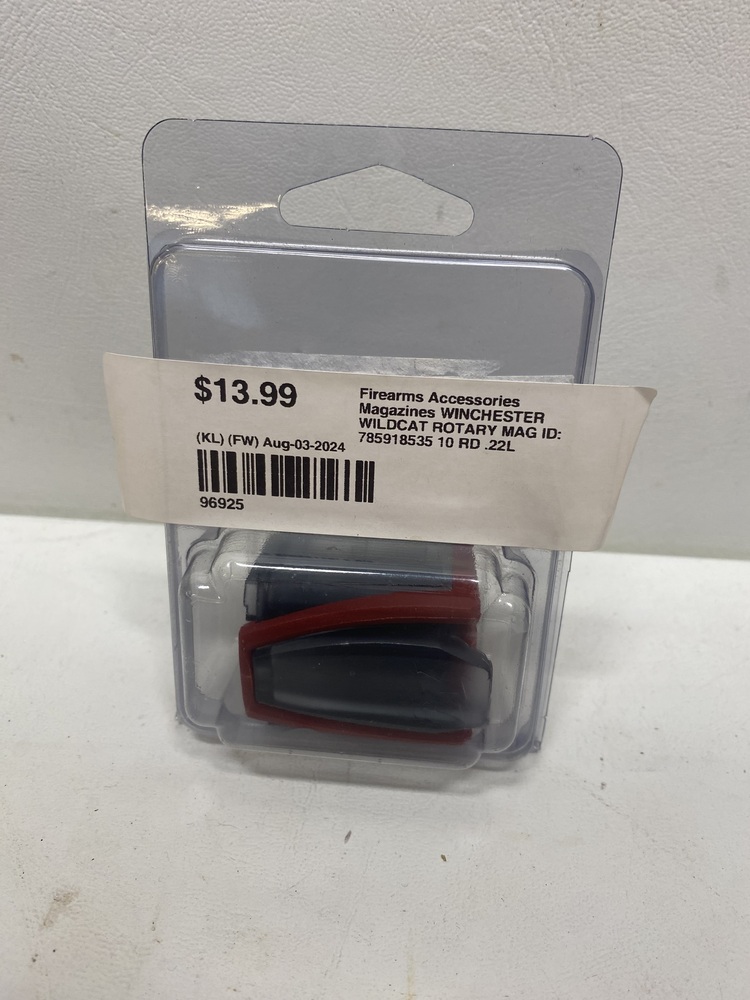 $13.99
(KL) (FW) Aug-03-2024
96925
Firearms Accessories
Magazines WINCHESTER
WILDCAT ROTARY MAG ID:
785918535 10 RD .22L